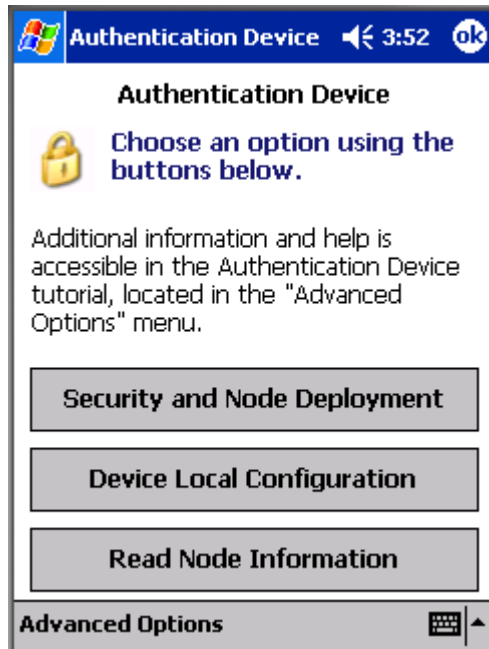 Authentication Device 3:52 ok
Authentication Device
Choose an option using the
buttons below.
Additional information and help is
accessible in the Authentication Device
tutorial, located in the "Advanced
Options" menu.
Security and Node Deployment
Device Local Configuration
Read Node Information
Advanced Options